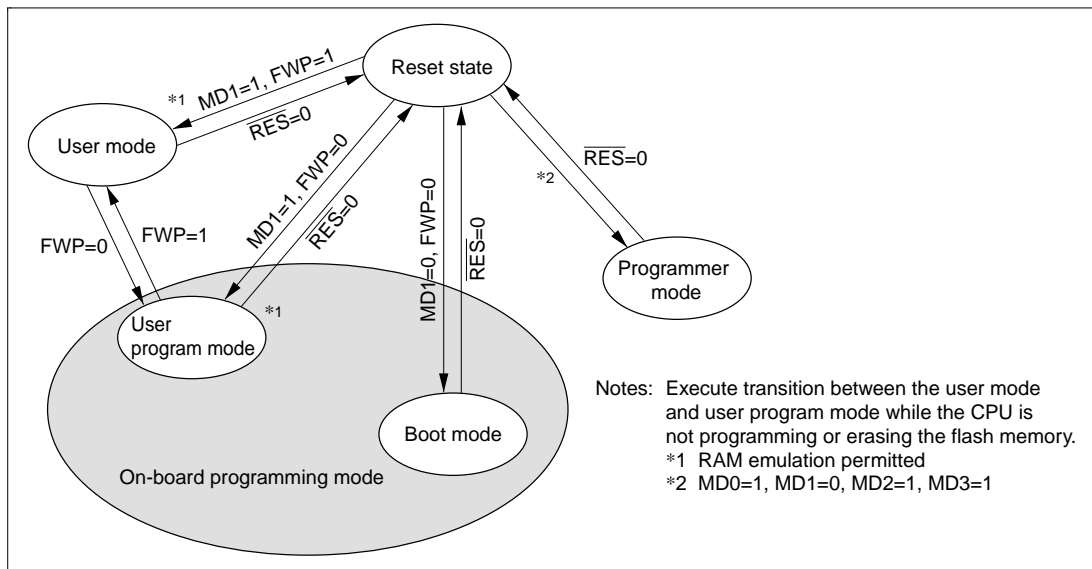 Reset state
*1 MD1=1, FWP=1
RES=0
User mode
MD1=1, FWP=0
RES=0
MD1=0, FWP=0
RES=0
*2
RES=0
FWP=0
FWP=1
Programmer
mode
User
program mode
*1
Boot mode
On-board programming mode
Notes: Execute transition between the user mode
and user program mode while the CPU is
not programming or erasing the flash memory.
*1 RAM emulation permitted
*2 MD0=1, MD1=0, MD2=1, MD3=1